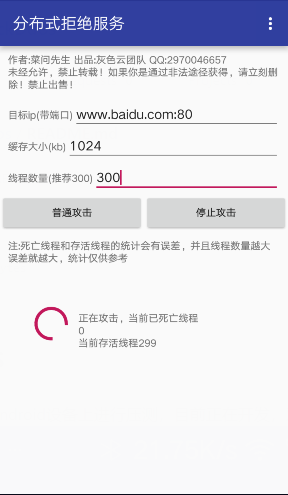 分布式拒绝服务
作者:莱问先生 出品:灰色云团队 QQ:2970046657
未经允许，禁止转载！如果你是通过非法途径获得，请立刻删
除！禁止出售！
目标ip(带端口) www.baidu.com:80
缓存大小(kb) 1024
线程数量(推荐300) 300
普通攻击 停止攻击
注:死亡线程和存活线程的统计会有误差，并且线程数量越大
误差就越大，统计仅供参考
正在攻击，当前已死亡线程
0
当前存活线程299